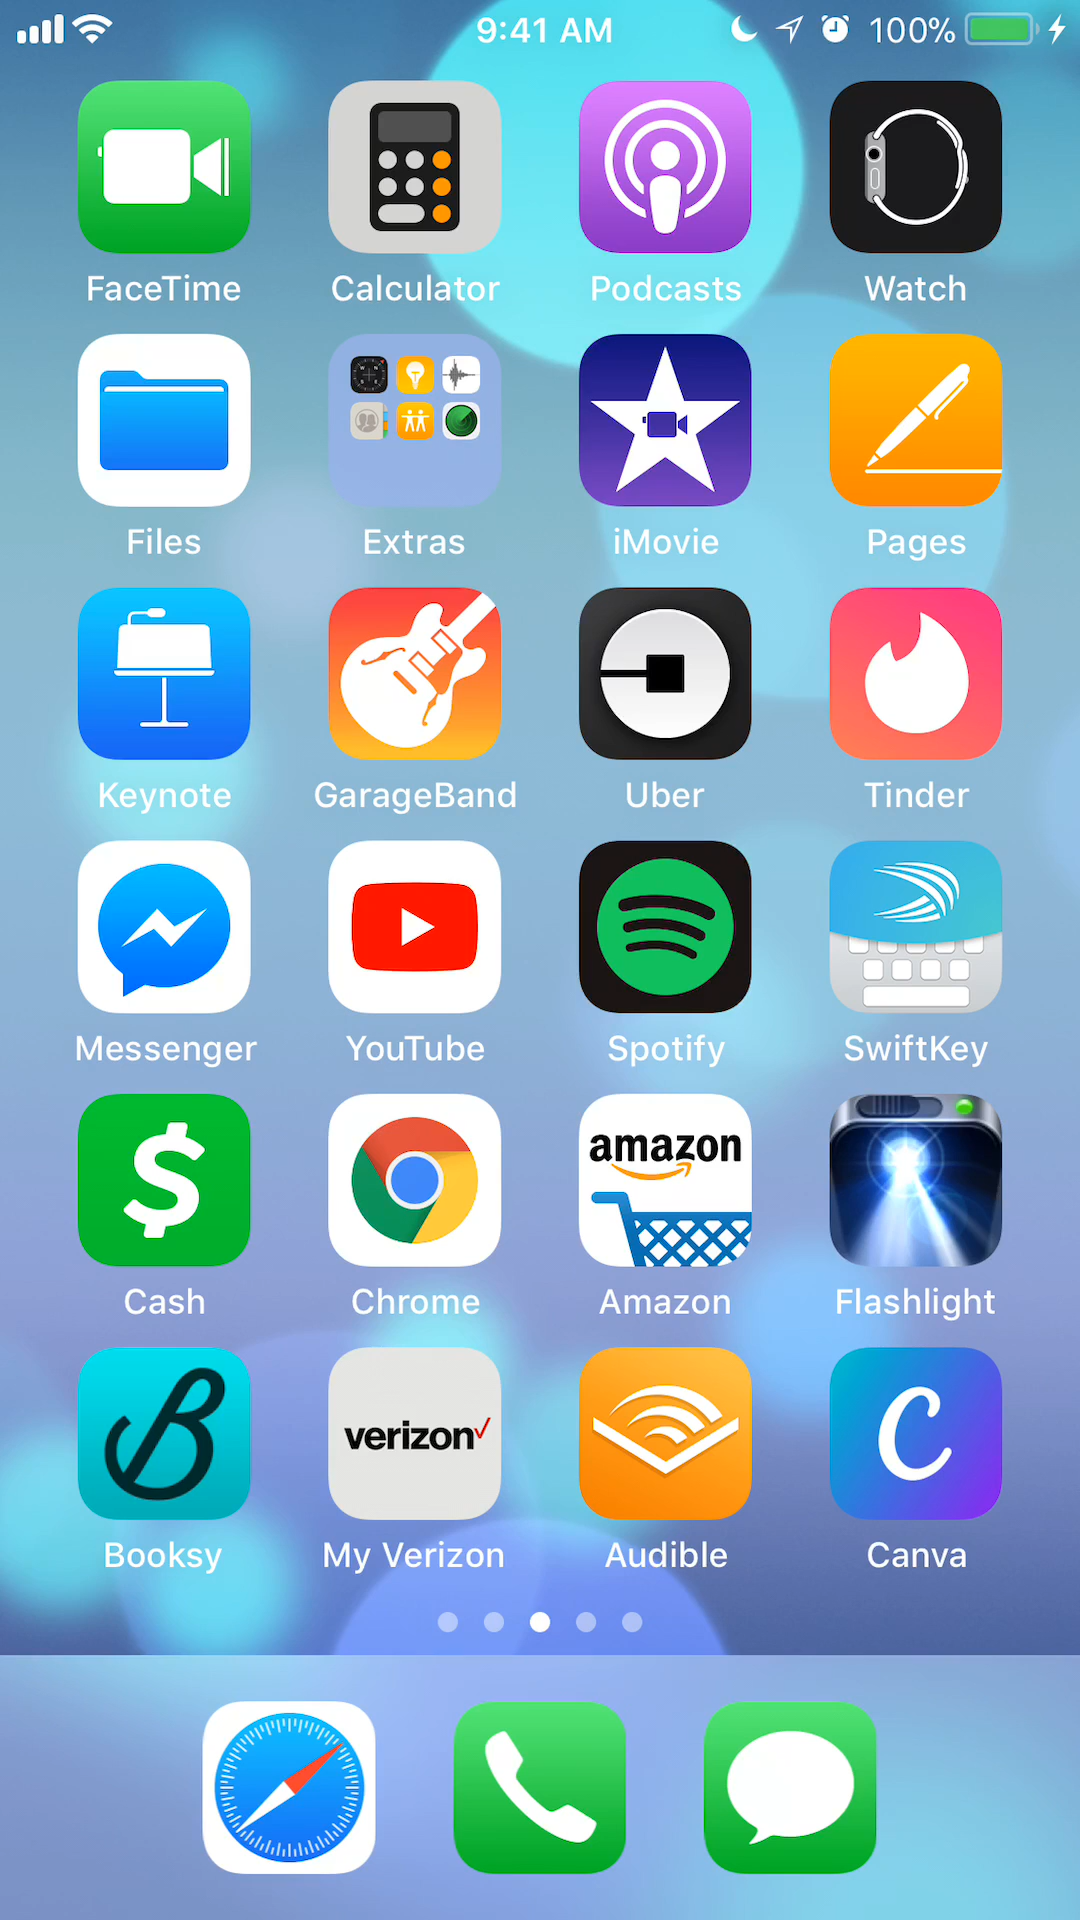 9:41 AM 100%
FaceTime Calculator Podcasts Watch
Files Extras iMovie Pages
Keynote GarageBand Uber Tinder
Messenger YouTube Spotify SwiftKey
amazon
Cash Chrome Amazon Flashlight
verizon
Booksy My Verizon Audible Canva